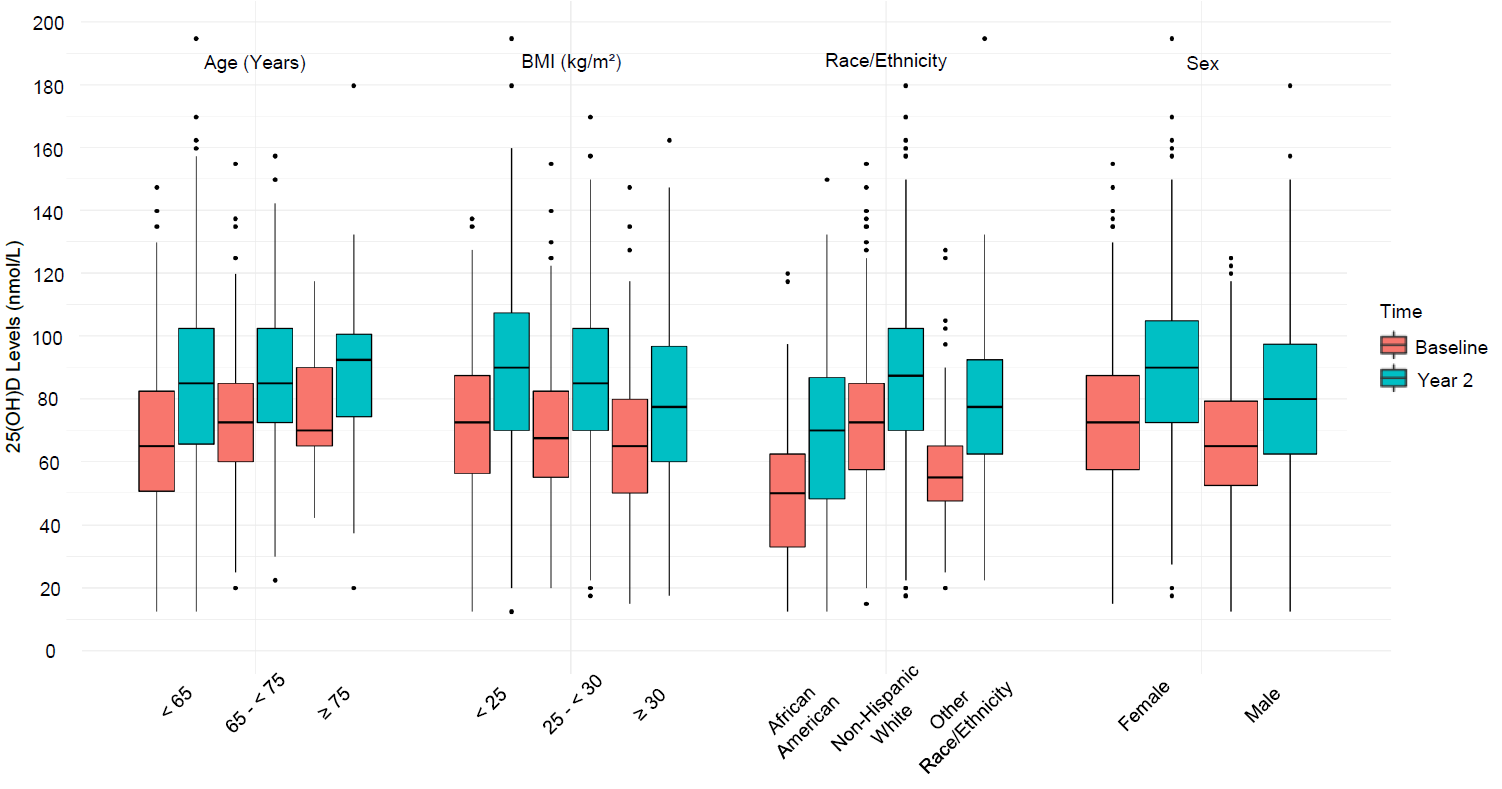 200
180
160
140
120
100
80
60
40
20
0
25(OH)D Levels (nmol/L)
Age (Years)
BMI (kg/m²)
Race/Ethnicity
Sex
< 65
65 - < 75
≥ 75
< 25
25 - < 30
≥ 30
African
American
Non-Hispanic
White
Other
Race/Ethnicity
Female
Male
Time
Baseline
Year 2